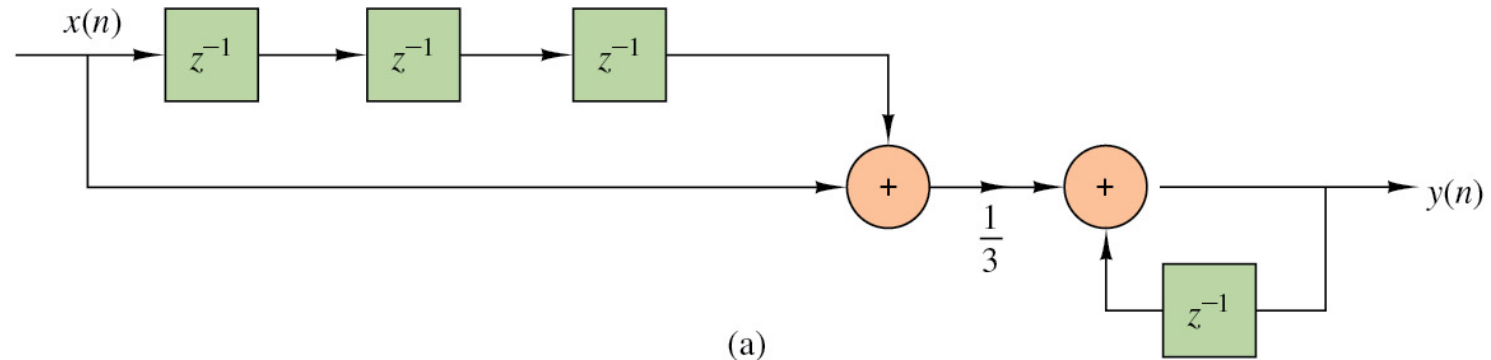 x(n)
z⁻¹
z⁻¹
z⁻¹
+
+
y(n)
1/3
z⁻¹
(a)